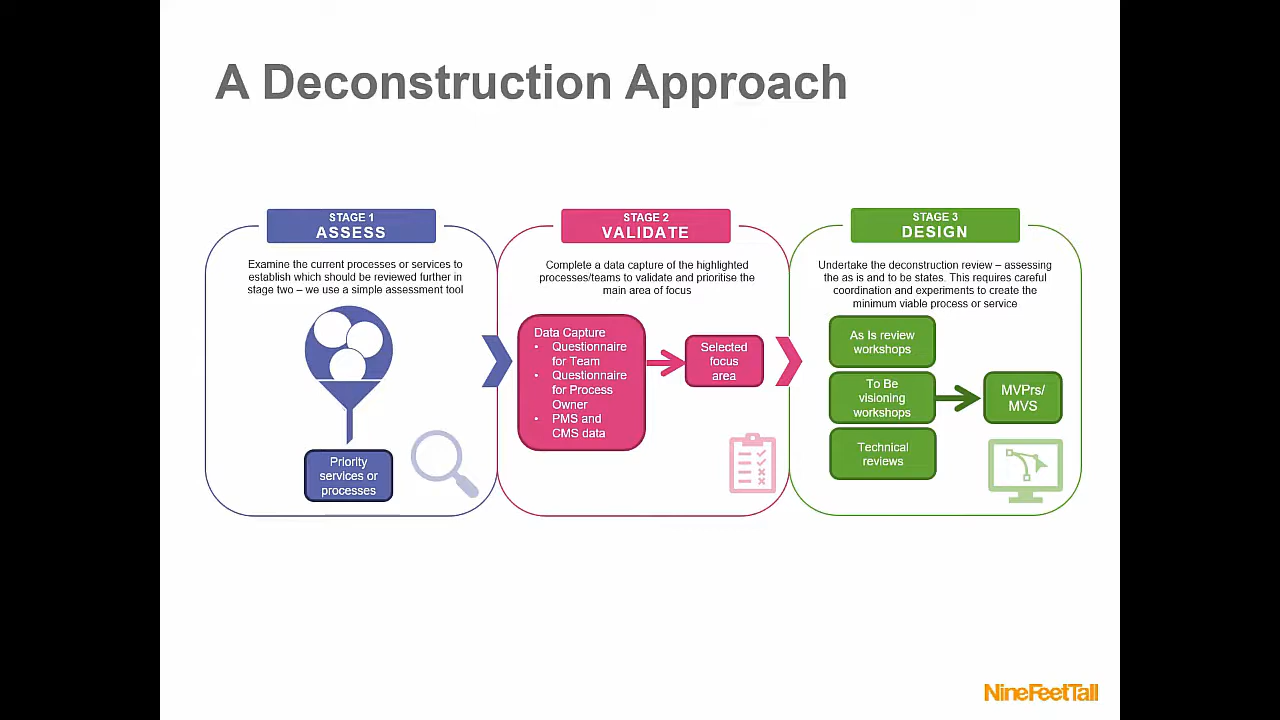 A Deconstruction Approach
STAGE 1
ASSESS
Examine the current processes or services to
establish which should be reviewed further in
stage two – we use a simple assessment tool
Priority
services or
processes
STAGE 2
VALIDATE
Complete a data capture of the highlighted
processes/teams to validate and prioritise the
main area of focus
Data Capture
• Questionnaire
for Team
• Questionnaire
for Process
Owner
• PMS and
CMS data
Selected
focus
area
STAGE 3
DESIGN
Undertake the deconstruction review – assessing
the as is and to be states. This requires careful
coordination and experiments to create the
minimum viable process or service
As Is review
workshops
To Be
visioning
workshops
Technical
reviews
MVPrs/
MVS
NineFeetTall